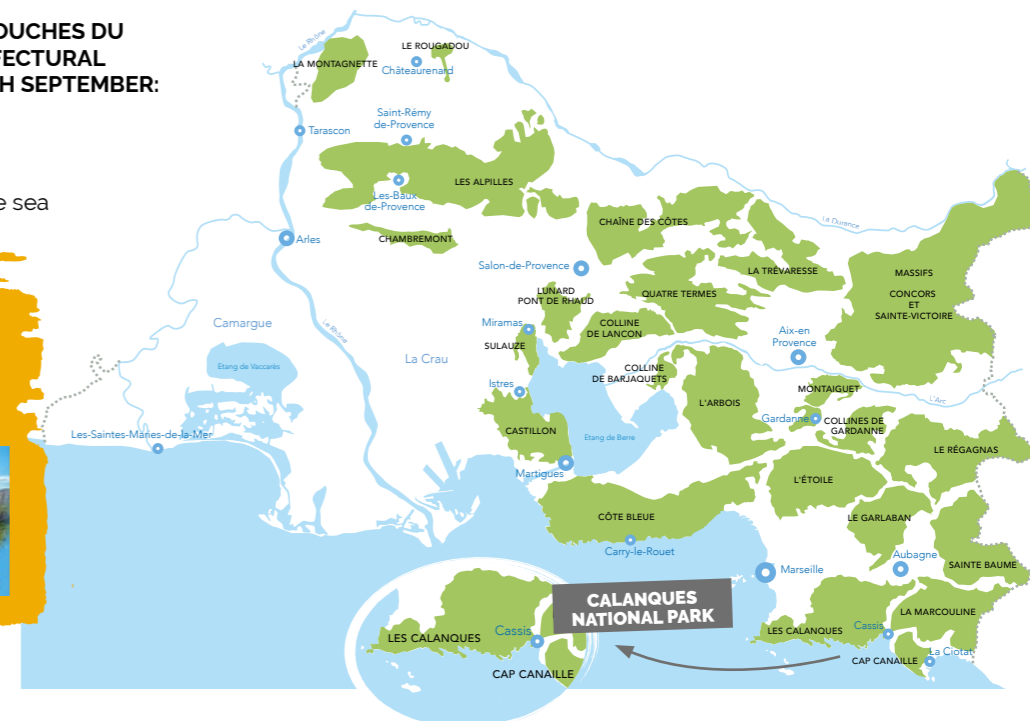 OUCHES DU
FECTURAL
H SEPTEMBER:
e sea
Le Rhône
LE ROUGADOU
LA MONTAGNETTE
Châteaurenard
Saint-Rémy
de-Provence
Tarascon
LES ALPILLES
Les-Baux
de-Provence
CHAÎNE DES CÔTES
La Durance
Arles
CHAMBREMONT
Salon-de-Provence
LA TRÉVARESSE
MASSIFS
CONCORS
ET
SAINTE-VICTOIRE
LUNARD
PONT DE RHAUD
QUATRE TERMES
Camargue
Le Rhône
Miramas
COLLINE
DE LANCON
Aix-en
Provence
SULAUZE
La Crau
Etang de Vaccarès
COLLINE
DE BARJAQUETS
Istres
MONTAIGUET
L'Arc
L'ARBOIS
Gardanne
COLLINES DE
GARDANNE
CASTILLON
Etang de Berre
Les-Saintes-Maries-de-la-Mer
LE RÉGAGNAS
Martigues
L'ÉTOILE
CÔTE BLEUE
LE GARLABAN
Carry-le-Rouet
Aubagne
Marseille
SAINTE BAUME
CALANQUES
NATIONAL PARK
LA MARCOULINE
LES CALANQUES
Cassis
CAP CANAILLE
LES CALANQUES
Cassis
CAP CANAILLE
La Ciotat